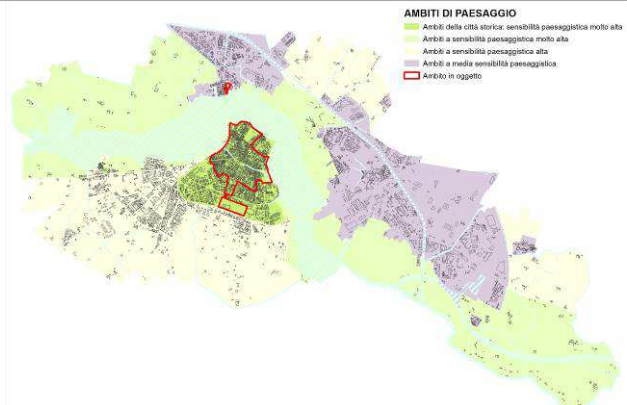 AMBITI DI PAESAGGIO
Ambiti della città storica: sensibilità paesaggistica molto alta
Ambiti a sensibilità paesaggistica molto alta
Ambiti a sensibilità paesaggistica alta
Ambiti a media sensibilità paesaggistica
Ambito in oggetto